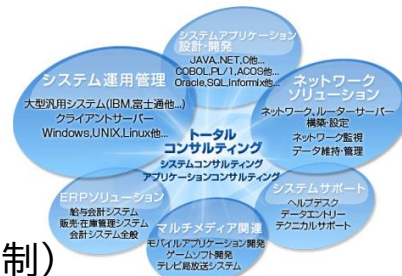 システムアプリケーション
設計・開発
JAVA,.NET,C他...
COBOL,PL/1,ACOS他...
Oracle,SQL,Informix他...
システム運用管理
大型汎用システム(IBM,富士通他...)
クライアントサーバー
Windows,UNIX,Linux他...
ネットワーク
ソリューション
ネットワーク、ルーターサーバー
構築・設定
ネットワーク監視
データ維持・管理
トータル
コンサルティング
システムコンサルティング
アプリケーションコンサルティング
ERPソリューション
給与会計システム
販売・在庫管理システム
会計システム全般
システムサポート
ヘルプデスク
データエントリー
テクニカルサポート
マルチメディア関連
モバイルアプリケーション開発
ゲームソフト開発
テレビ局放送システム
制)